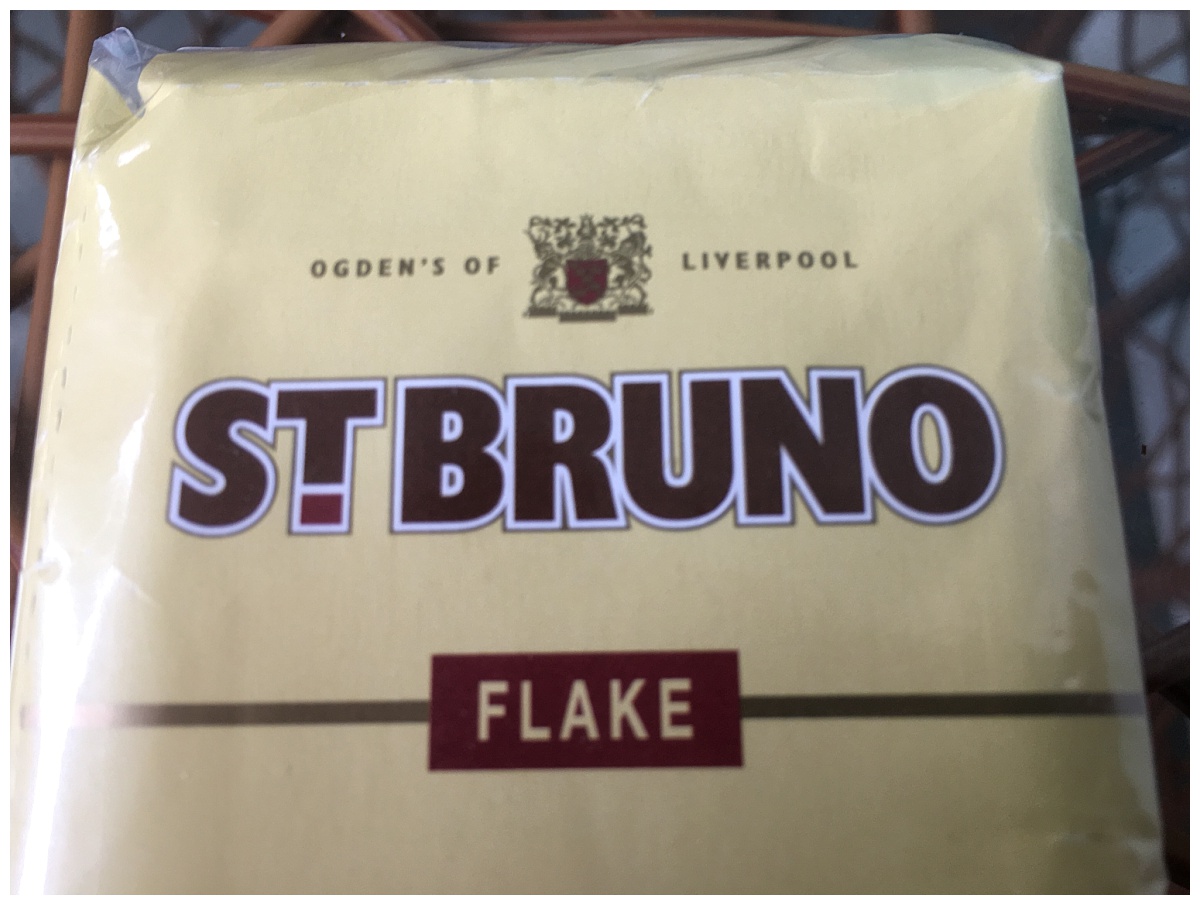 OGDEN'S OF LIVERPOOL
ST BRUNO
FLAKE